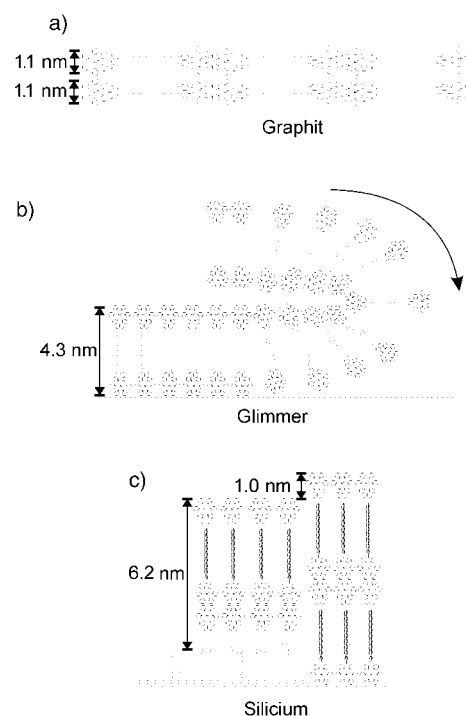 a)
1.1 nm
1.1 nm
Graphit
b)
4.3 nm
Glimmer
c)
1.0 nm
6.2 nm
Silicium